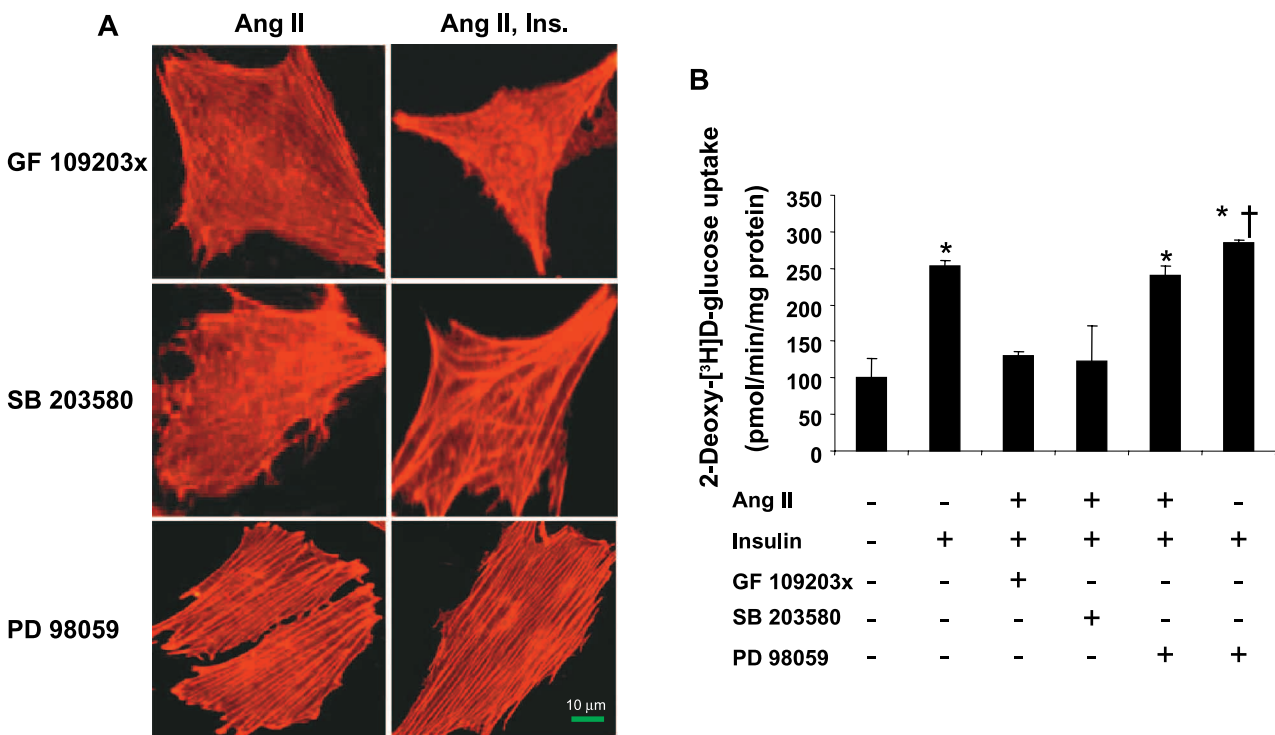 A
Ang II
Ang II, Ins.
GF 109203x
SB 203580
PD 98059
10 μm
B
2-Deoxy-[³H]D-glucose uptake
(pmol/min/mg protein)
350
300
250
200
150
100
50
0
*
*
* †
Ang II - - + + + -
Insulin - + + + + +
GF 109203x - - + - - -
SB 203580 - - - + - -
PD 98059 - - - - + +